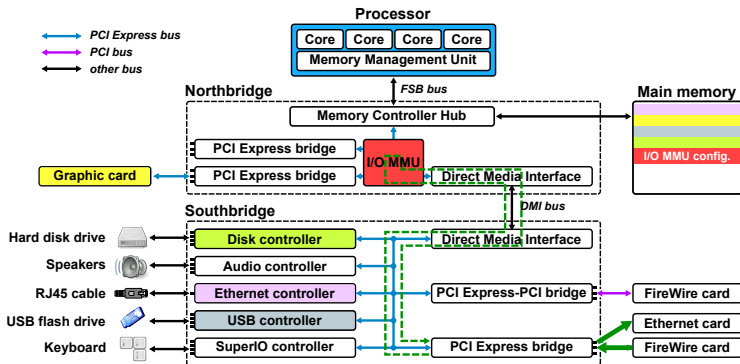 Processor
PCI Express bus
PCI bus
other bus
Core Core Core Core
Memory Management Unit
FSB bus
Northbridge
Main memory
Memory Controller Hub
PCI Express bridge
I/O MMU
I/O MMU config.
Graphic card
PCI Express bridge
Direct Media Interface
DMI bus
Southbridge
Hard disk drive
Disk controller
Direct Media Interface
Speakers
Audio controller
RJ45 cable
Ethernet controller
PCI Express-PCI bridge
FireWire card
USB flash drive
USB controller
Ethernet card
Keyboard
SuperIO controller
PCI Express bridge
FireWire card